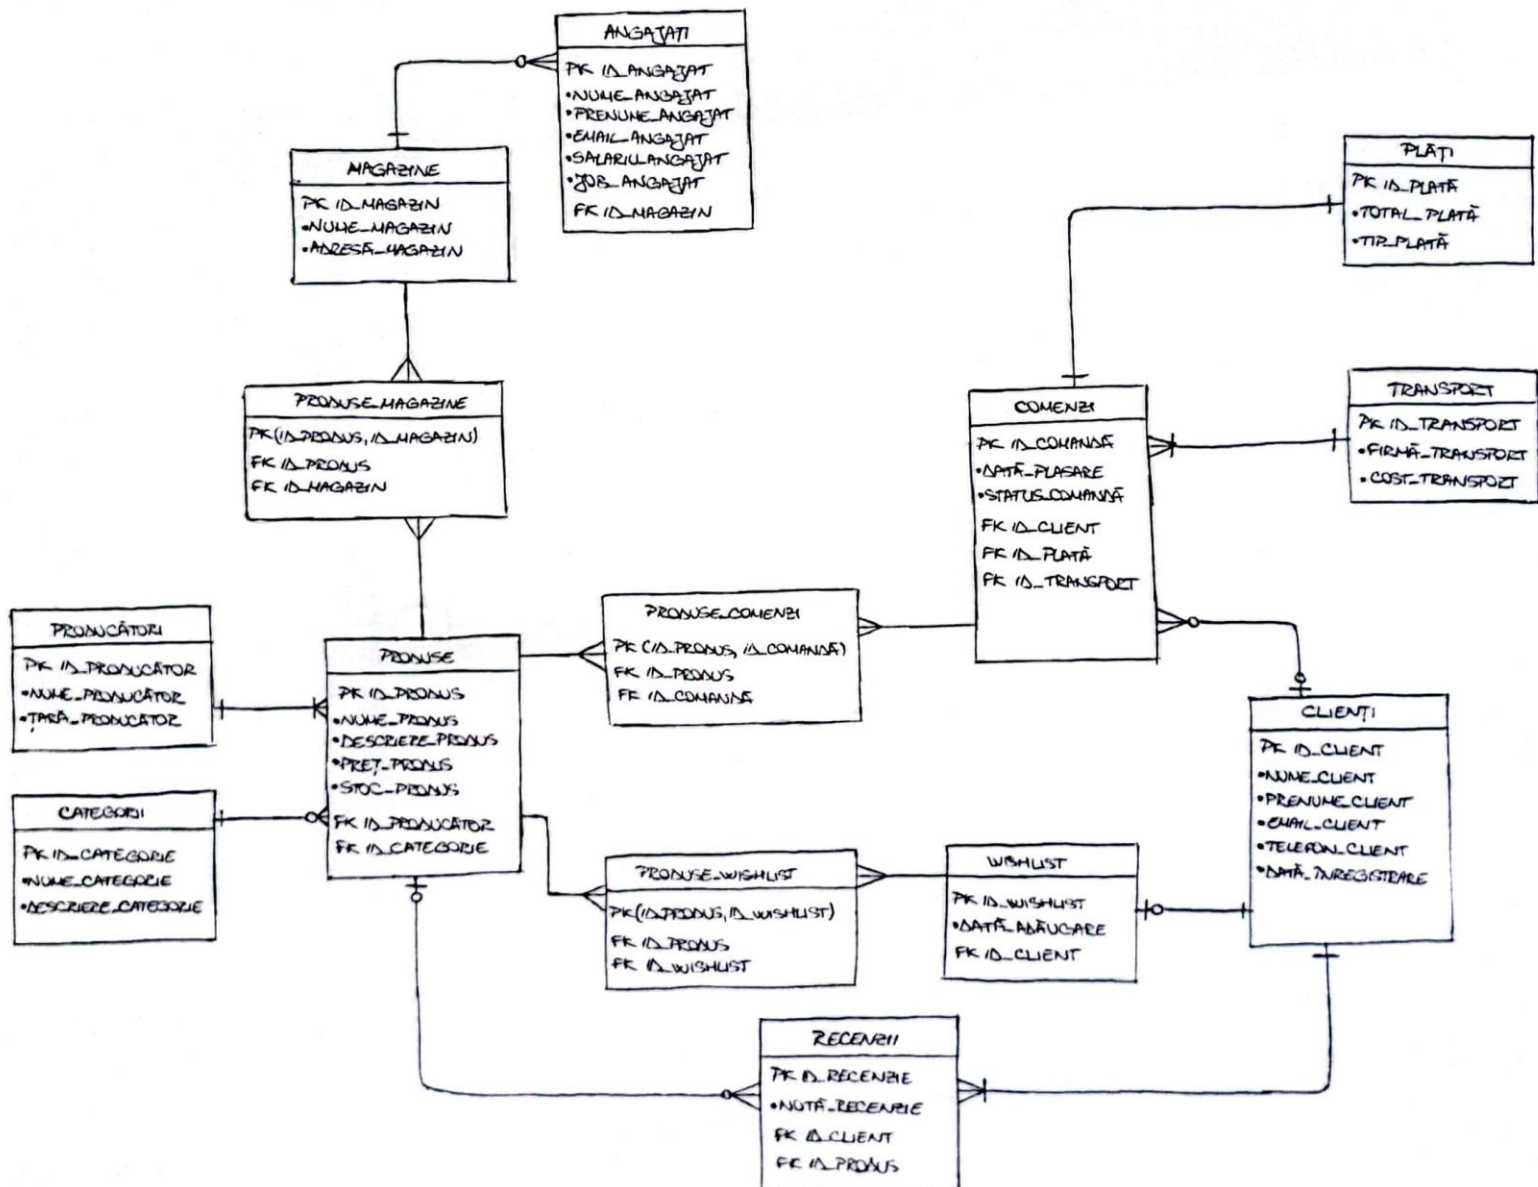 ANGAJATI
PK ID_ANGAJAT
•NUME_ANGAJAT
•PRENUME_ANGAJAT
•EMAIL_ANGAJAT
•SALARIU_ANGAJAT
•JOB_ANGAJAT
FK ID_MAGAZIN
MAGAZINE
PK ID_MAGAZIN
•NUME_MAGAZIN
•ADRESĂ_MAGAZIN
PLĂȚI
PK ID_PLATĂ
•TOTAL_PLATĂ
•TIP_PLATĂ
PRODUSE_MAGAZINE
PK(ID_PRODUS, ID_MAGAZIN)
FK ID_PRODUS
FK ID_MAGAZIN
COMENZI
PK ID_COMANDĂ
•DATĂ_PLASARE
•STATUS_COMANDĂ
FK ID_CLIENT
FK ID_PLATĂ
FK ID_TRANSPORT
TRANSPORT
PK ID_TRANSPORT
•FIRMĂ_TRANSPORT
•COST_TRANSPORT
PRODUCĂTORI
PK ID_PRODUCĂTOR
•NUME_PRODUCĂTOR
•ȚARĂ_PRODUCĂTOR
PRODUSE
PK ID_PRODUS
•NUME_PRODUS
•DESCRIERE_PRODUS
•PREȚ_PRODUS
•STOC_PRODUS
FK ID_PRODUCĂTOR
FK ID_CATEGORIE
PRODUSE_COMENZI
PK (ID_PRODUS, ID_COMANDĂ)
FK ID_PRODUS
FK ID_COMANDĂ
CLIENȚI
PK ID_CLIENT
•NUME_CLIENT
•PRENUME_CLIENT
•EMAIL_CLIENT
•TELEFON_CLIENT
•DATĂ_INREGISTRARE
CATEGORII
PK ID_CATEGORIE
•NUME_CATEGORIE
•DESCRIERE_CATEGORIE
PRODUSE_WISHLIST
PK(ID_PRODUS, ID_WISHLIST)
FK ID_PRODUS
FK ID_WISHLIST
WISHLIST
PK ID_WISHLIST
•DATĂ_ADĂUGARE
FK ID_CLIENT
RECENZII
PK ID_RECENZIE
•NOTĂ_RECENZIE
FK ID_CLIENT
FK ID_PRODUS